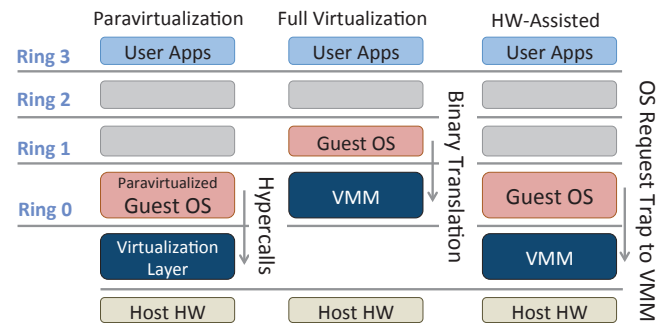 Paravirtualization
Full Virtualization
HW-Assisted
Ring 3
User Apps
User Apps
User Apps
Ring 2
Ring 1
Guest OS
Ring 0
Paravirtualized
Guest OS
VMM
Guest OS
Virtualization
Layer
VMM
Hypercalls
Binary Translation
OS Request Trap to VMM
Host HW
Host HW
Host HW